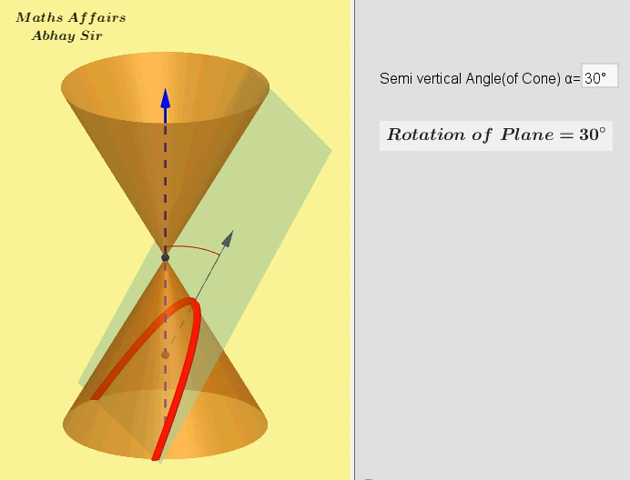 Maths Affairs
Abhay Sir
Semi vertical Angle(of Cone) α= 30°
Rotation of Plane = 30°